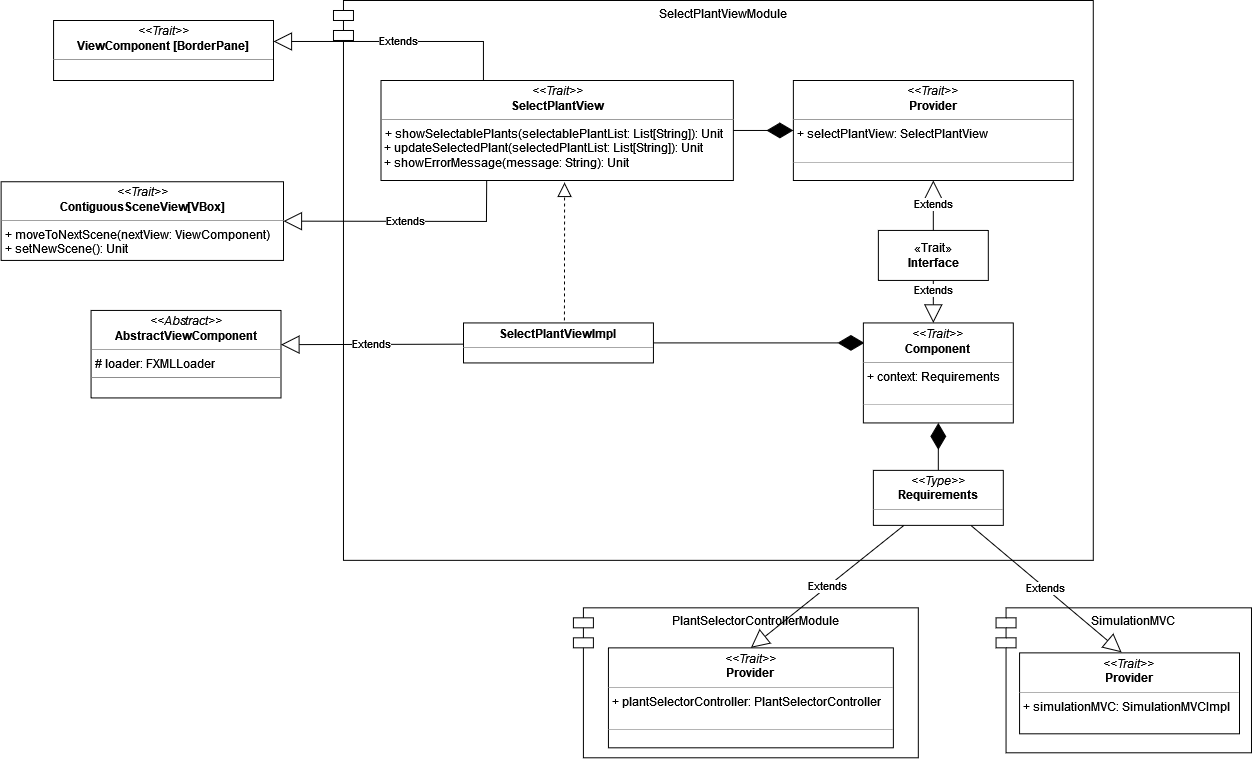 SelectPlantViewModule
<<Trait>>
ViewComponent [BorderPane]
Extends
<<Trait>>
SelectPlantView
+ showSelectablePlants(selectablePlantList: List[String]): Unit
+ updateSelectedPlant(selectedPlantList: List[String]): Unit
+ showErrorMessage(message: String): Unit
<<Trait>>
Provider
+ selectPlantView: SelectPlantView
<<Trait>>
ContiguousSceneView[VBox]
+ moveToNextScene(nextView: ViewComponent)
+ setNewScene(): Unit
Extends
Extends
«Trait»
Interface
Extends
<<Abstract>>
AbstractViewComponent
# loader: FXMLLoader
Extends
SelectPlantViewImpl
<<Trait>>
Component
+ context: Requirements
<<Type>>
Requirements
Extends
Extends
PlantSelectorControllerModule
<<Trait>>
Provider
+ plantSelectorController: PlantSelectorController
SimulationMVC
<<Trait>>
Provider
+ simulationMVC: SimulationMVCImpl